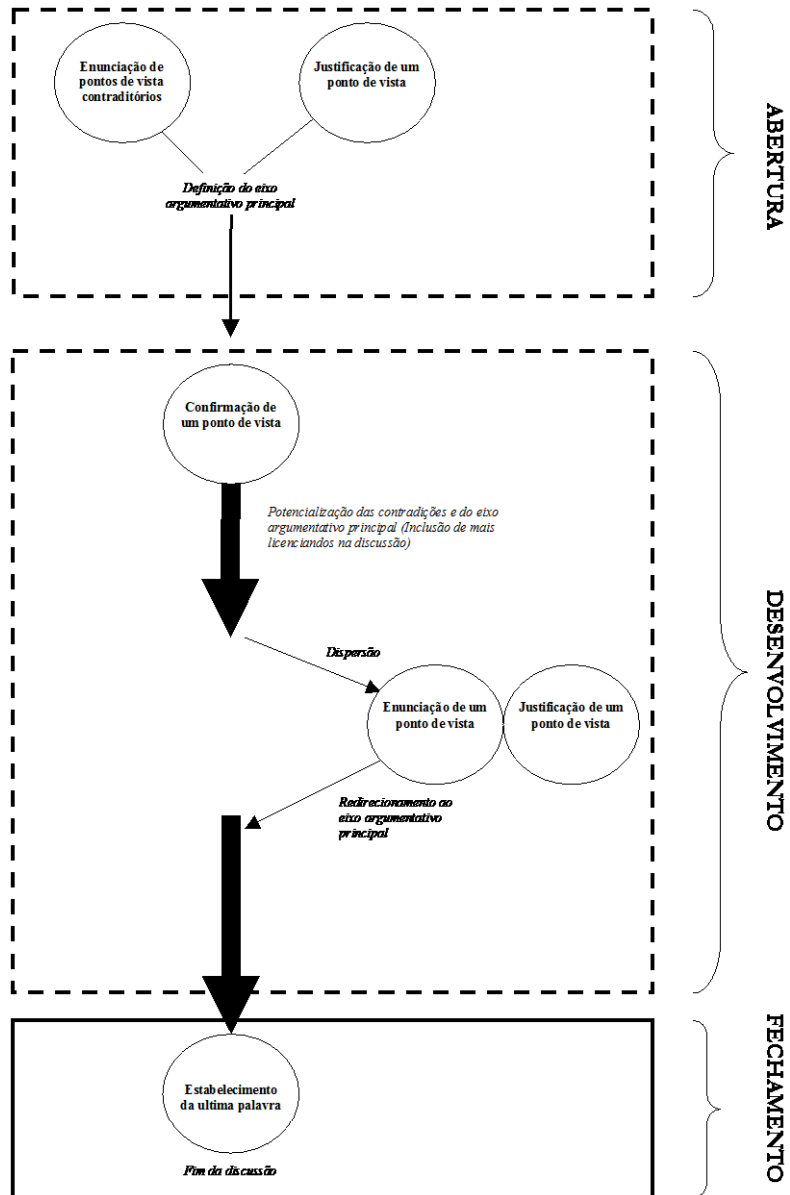 Enunciação de
pontos de vista
contraditórios
Justificação de um
ponto de vista
Definição do eixo
argumentativo principal
ABERTURA
Confirmação de
um ponto de vista
Potencialização das contradições e do eixo
argumentativo principal (Inclusão de mais
licenciandos na discussão)
Dispersão
Enunciação de um
ponto de vista
Justificação de um
ponto de vista
Redirecionamento ao
eixo argumentativo
principal
DESENVOLVIMENTO
Estabelecimento
da ultima palavra
Fim da discussão
FECHAMENTO